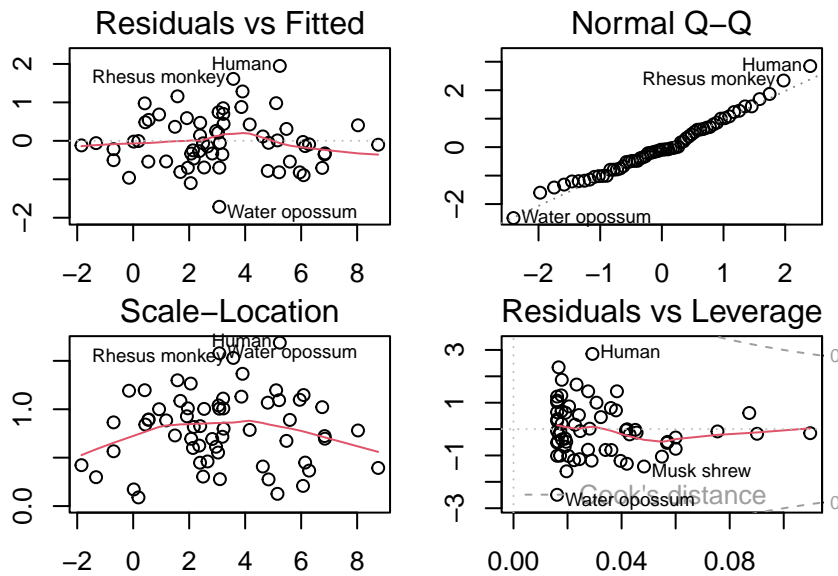 Residuals vs Fitted
2
1
0
−2
Human
Rhesus monkey
Water opossum
−2 0 2 4 6 8
Normal Q−Q
2
0
−2
Human
Rhesus monkey
Water opossum
−2 −1 0 1 2
Scale−Location
1.0
0.0
Human
Rhesus monkey
Water opossum
−2 0 2 4 6 8
Residuals vs Leverage
3
1
−1
−3
Human
Musk shrew
Cook's distance
Water opossum
0.00 0.04 0.08